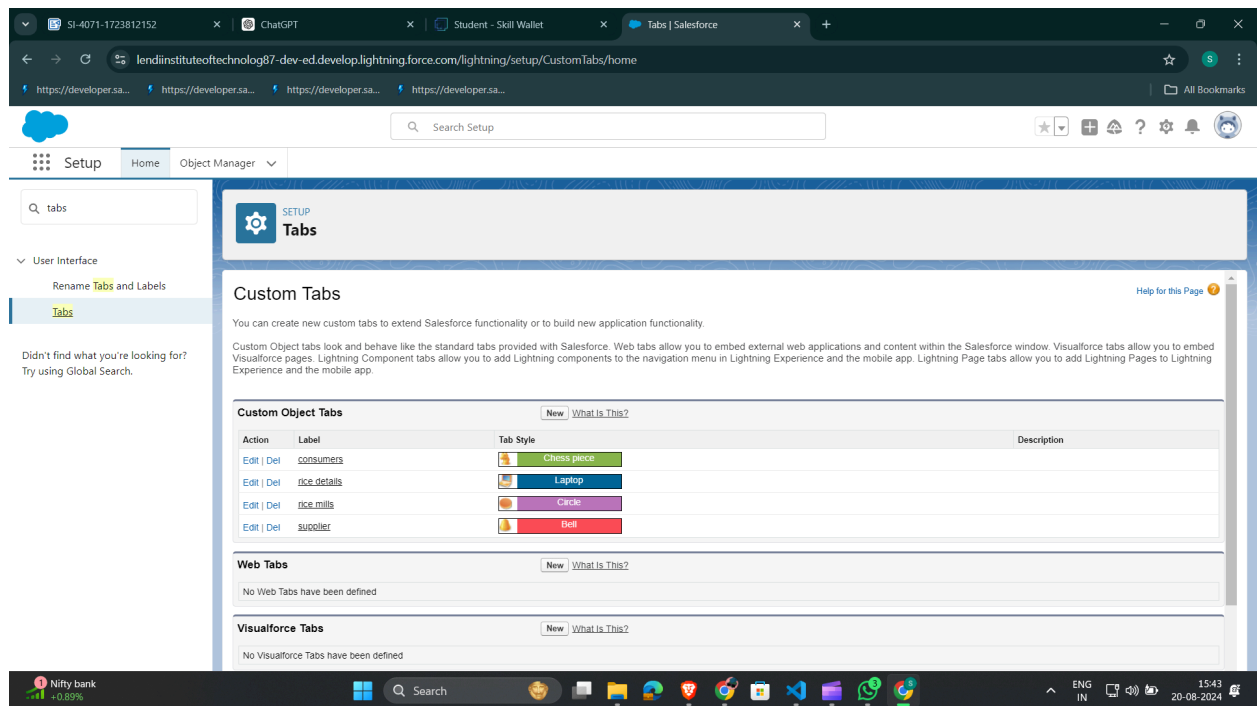 SI-4071-1723812152
ChatGPT
Student - Skill Wallet
Tabs | Salesforce
lendiinstituteoftechnolog87-dev-ed.develop.lightning.force.com/lightning/setup/CustomTabs/home
S
https://developer.sa...
https://developer.sa...
https://developer.sa...
https://developer.sa...
All Bookmarks
Search Setup
Setup
Home
Object Manager
tabs
User Interface
Rename Tabs and Labels
Tabs
Didn't find what you're looking for?
Try using Global Search.
SETUP
Tabs
Custom Tabs
Help for this Page
You can create new custom tabs to extend Salesforce functionality or to build new application functionality.
Custom Object tabs look and behave like the standard tabs provided with Salesforce. Web tabs allow you to embed external web applications and content within the Salesforce window. Visualforce tabs allow you to embed
Visualforce pages. Lightning Component tabs allow you to add Lightning components to the navigation menu in Lightning Experience and the mobile app. Lightning Page tabs allow you to add Lightning Pages to Lightning
Experience and the mobile app.
Custom Object Tabs New What Is This?
Action Label Tab Style Description
Edit | Del consumers Chess piece
Edit | Del rice details Laptop
Edit | Del rice mills Circle
Edit | Del supplier Bell
Web Tabs New What Is This?
No Web Tabs have been defined
Visualforce Tabs New What Is This?
No Visualforce Tabs have been defined
1
Nifty bank
+0.89%
Search
3
S
ENG
IN
15:43
20-08-2024